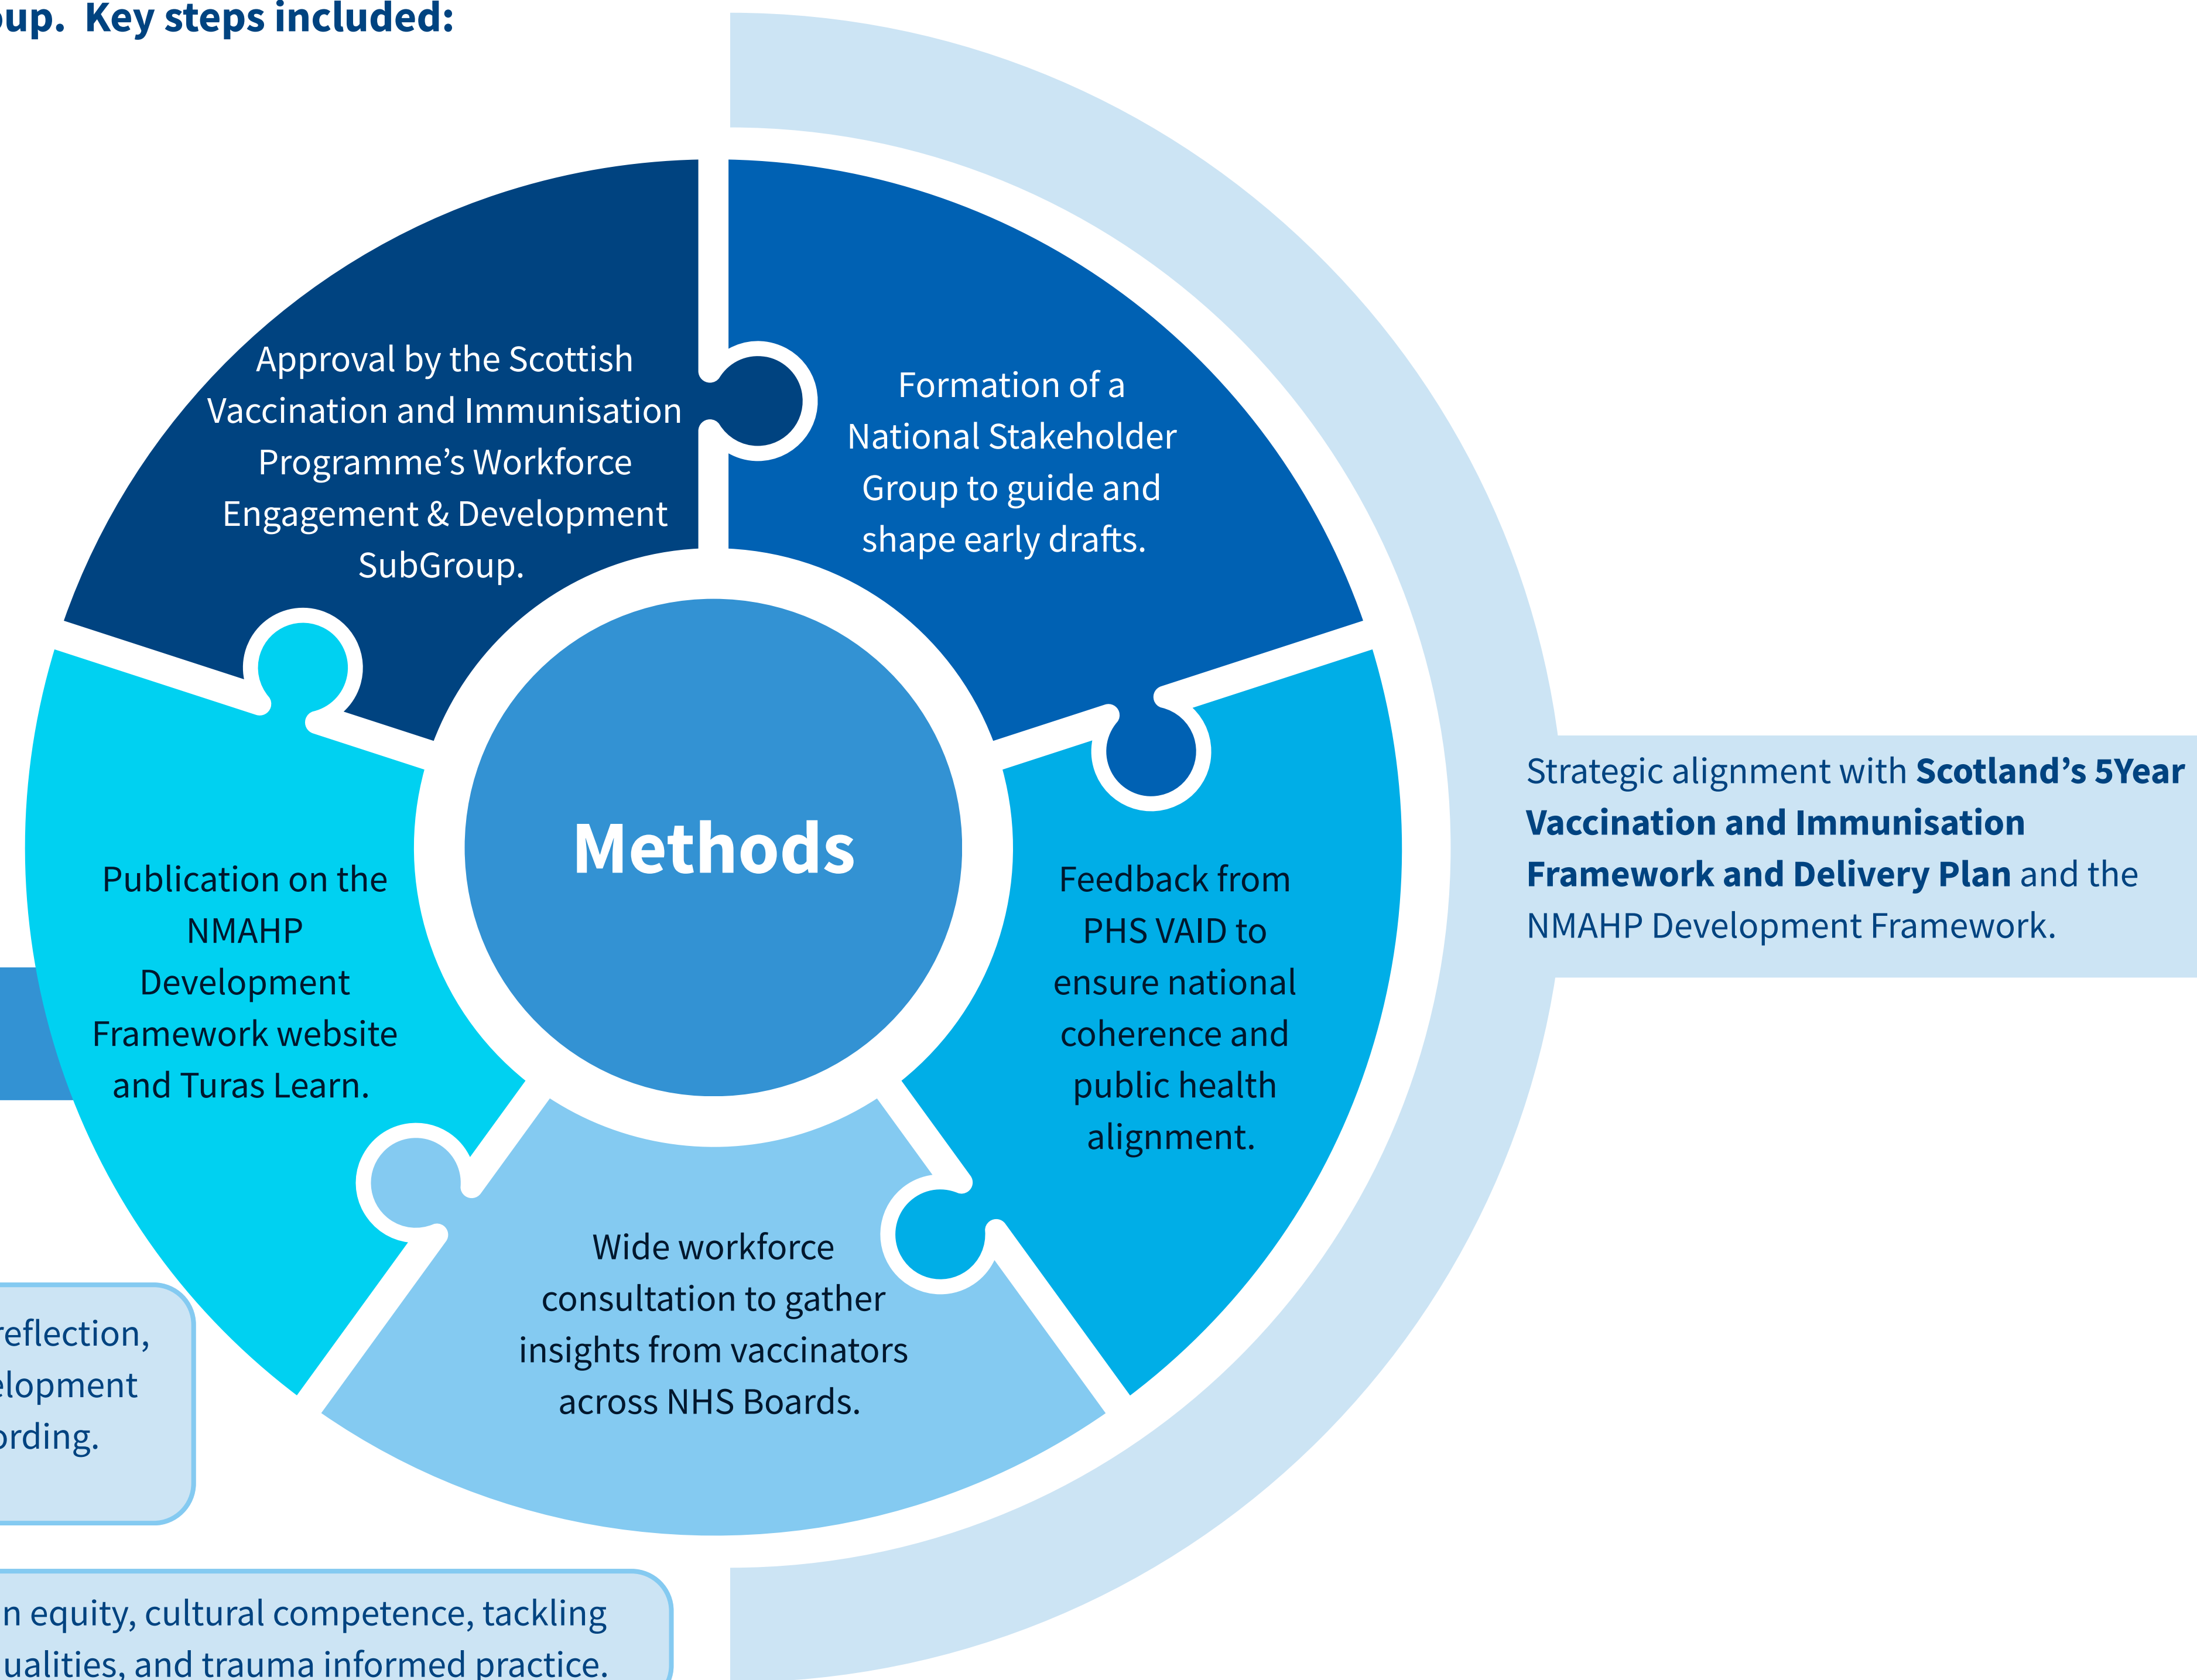 up. Key steps included:
Approval by the Scottish
Vaccination and Immunisation
Programme’s Workforce
Engagement & Development
SubGroup.
Formation of a
National Stakeholder
Group to guide and
shape early drafts.
Methods
Strategic alignment with Scotland’s 5Year
Vaccination and Immunisation
Framework and Delivery Plan and the
NMAHP Development Framework.
Publication on the
NMAHP
Development
Framework website
and Turas Learn.
Feedback from
PHS VAID to
ensure national
coherence and
public health
alignment.
Wide workforce
consultation to gather
insights from vaccinators
across NHS Boards.
reflection,
elopment
ording.
n equity, cultural competence, tackling
ualities, and trauma informed practice.